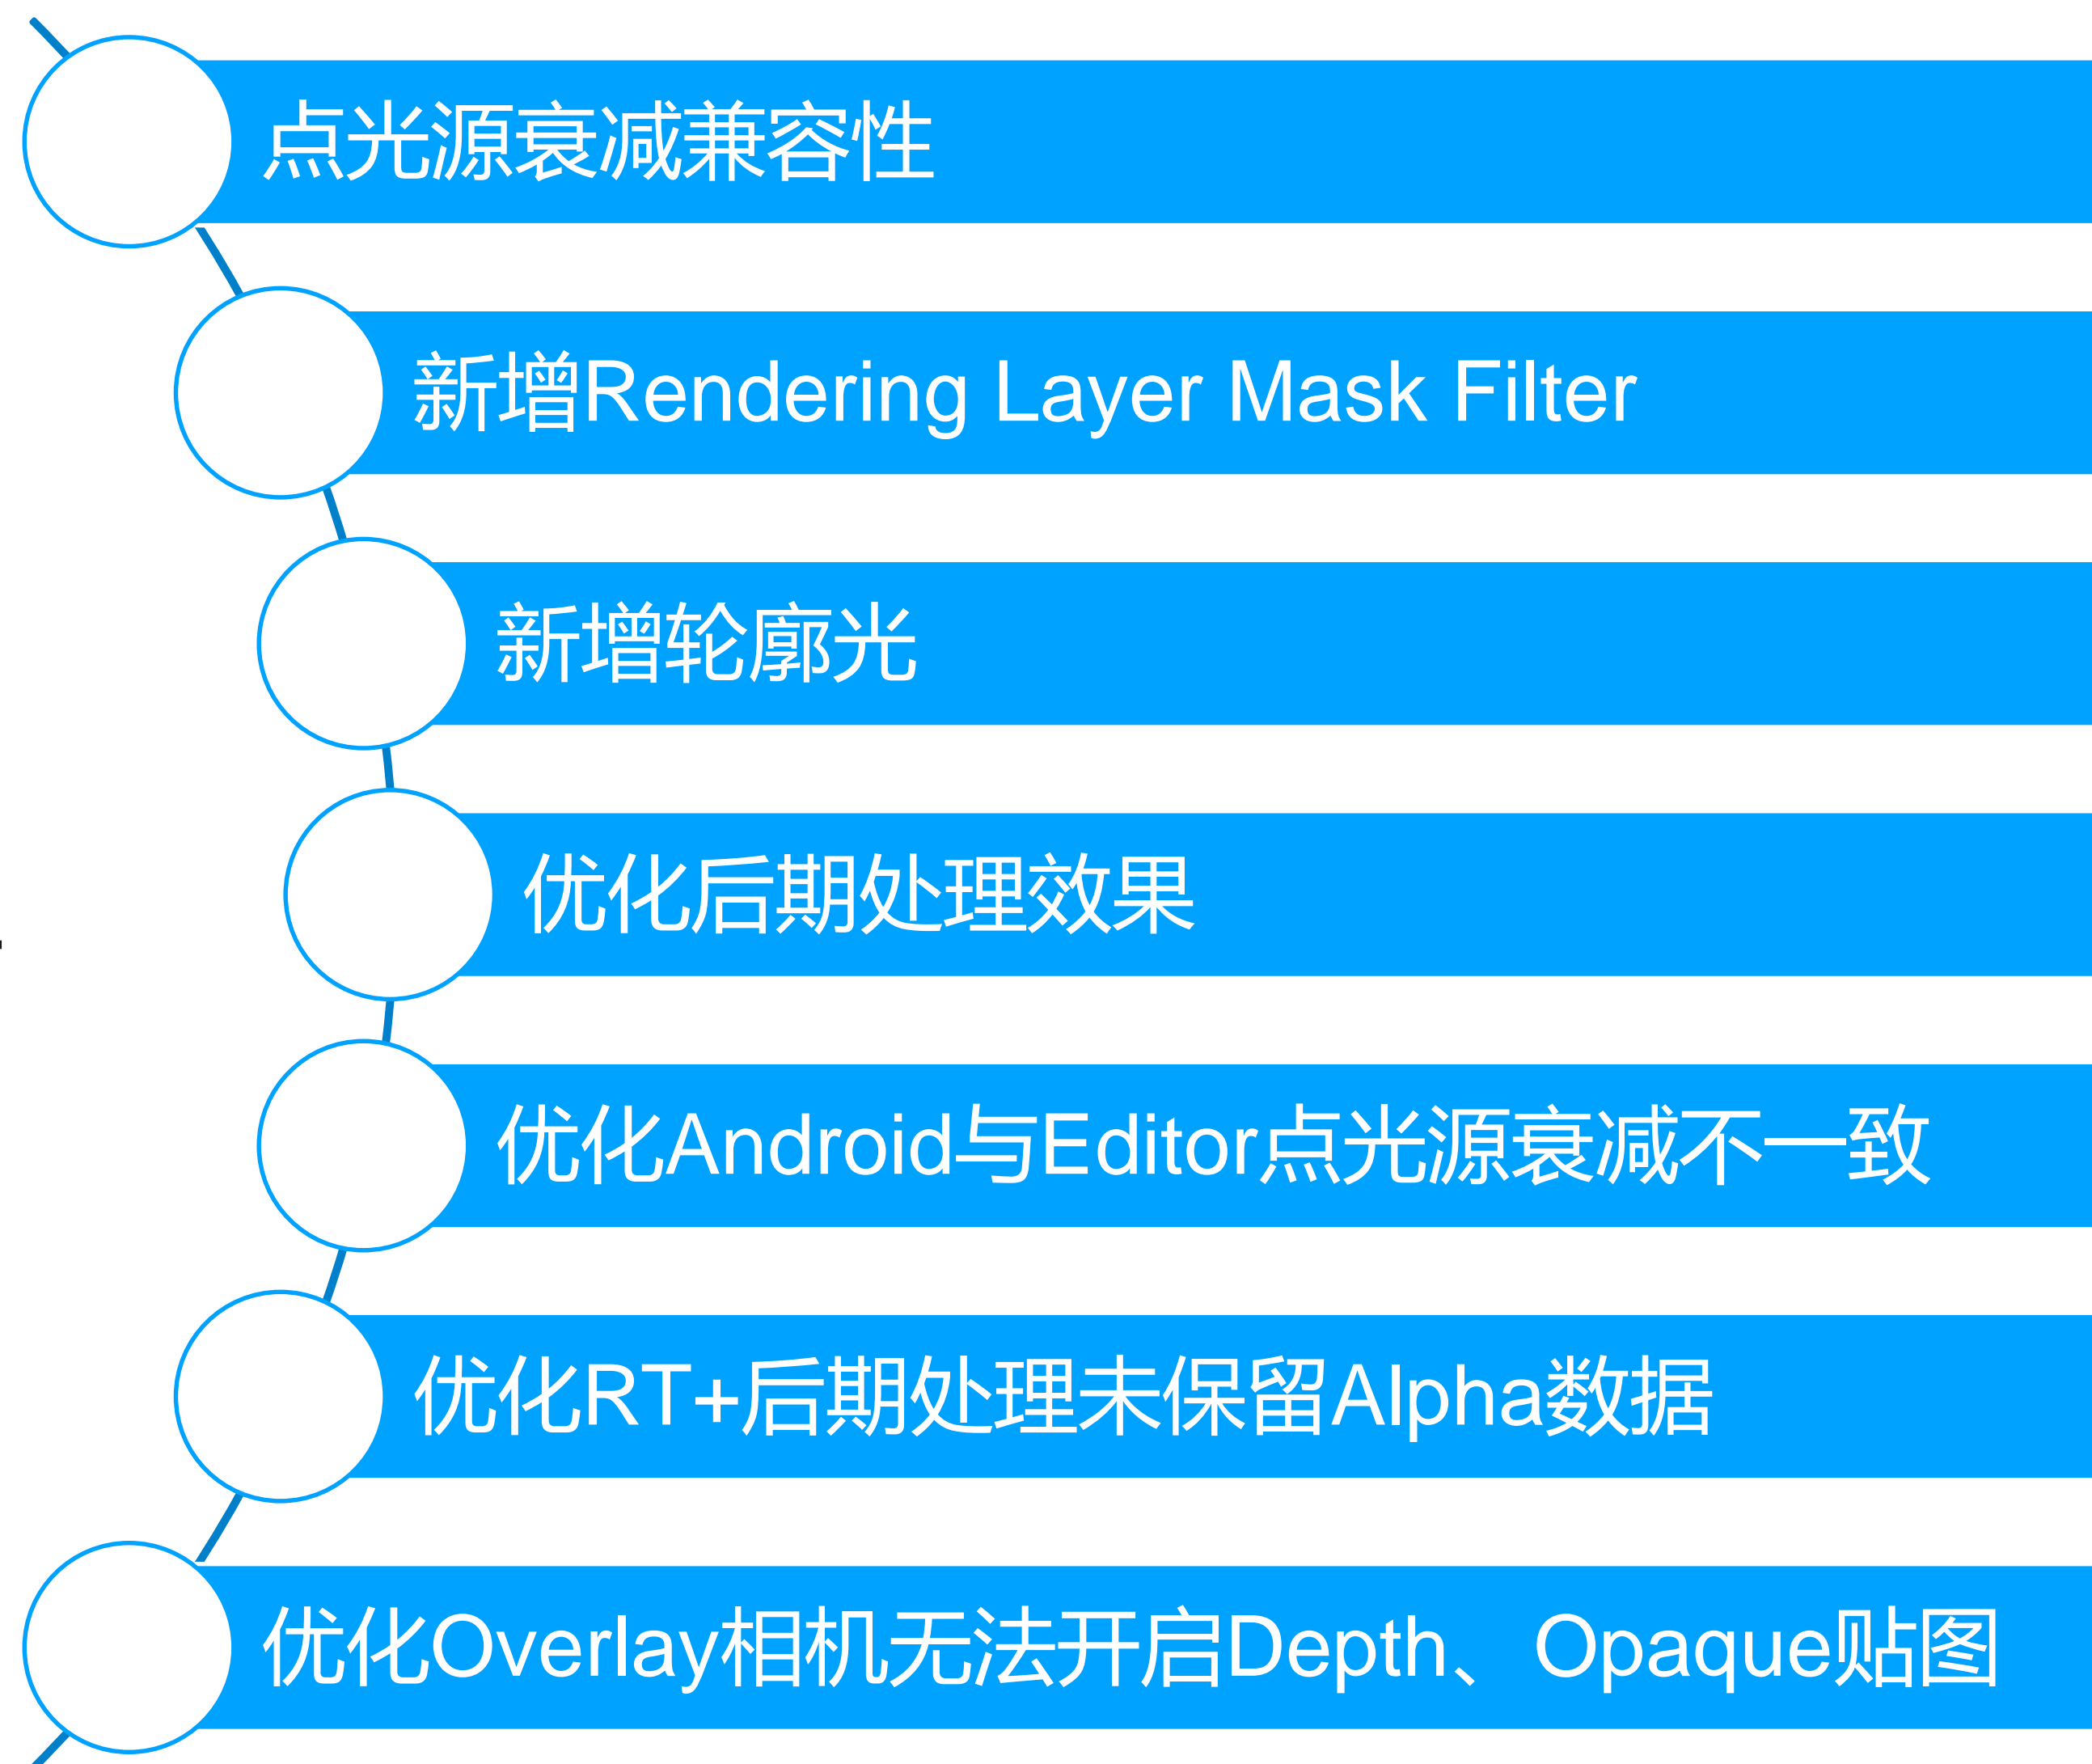 点光源衰减兼容性
新增Rendering Layer Mask Filter
新增轮廓光
优化后期处理效果
优化Android与Editor点光源衰减不一致
优化RT+后期处理未保留Alpha数据
优化Overlay相机无法开启Depth、Opaque贴图